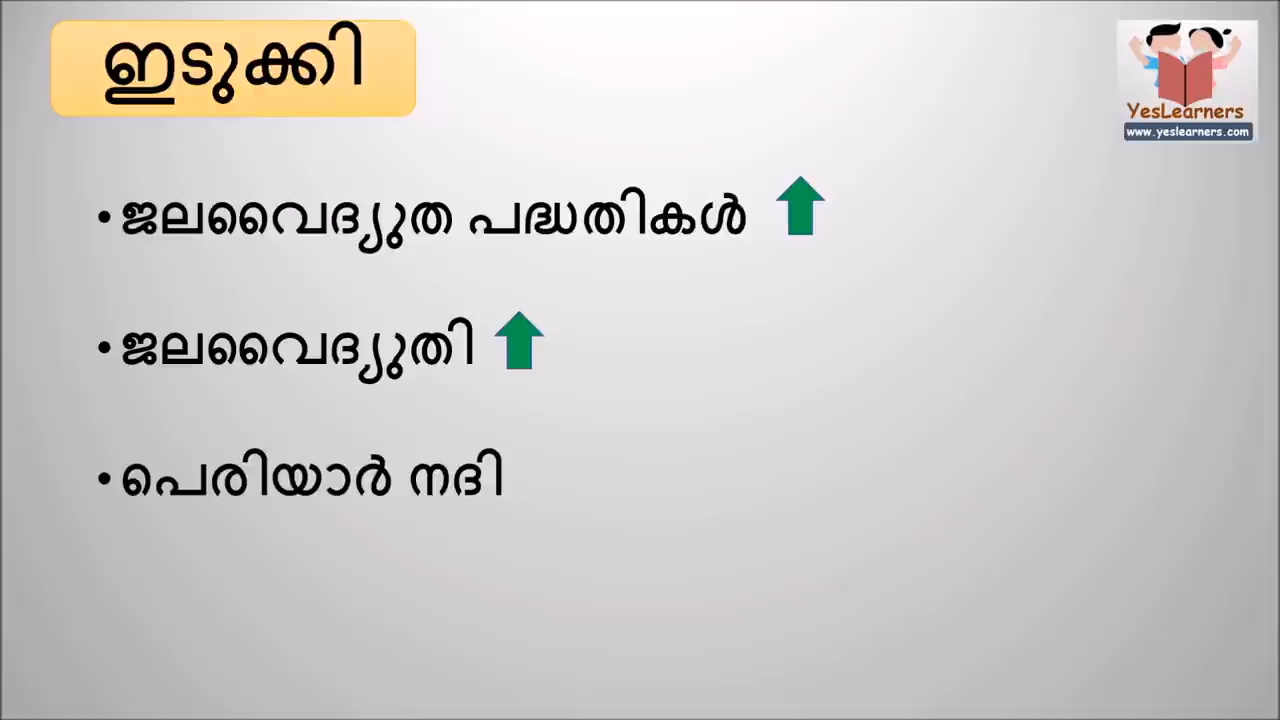 ഇടുക്കി
YesLearners
www.yeslearners.com
• ജലവൈദ്യുത പദ്ധതികൾ
• ജലവൈദ്യുതി
• പെരിയാർ നദി